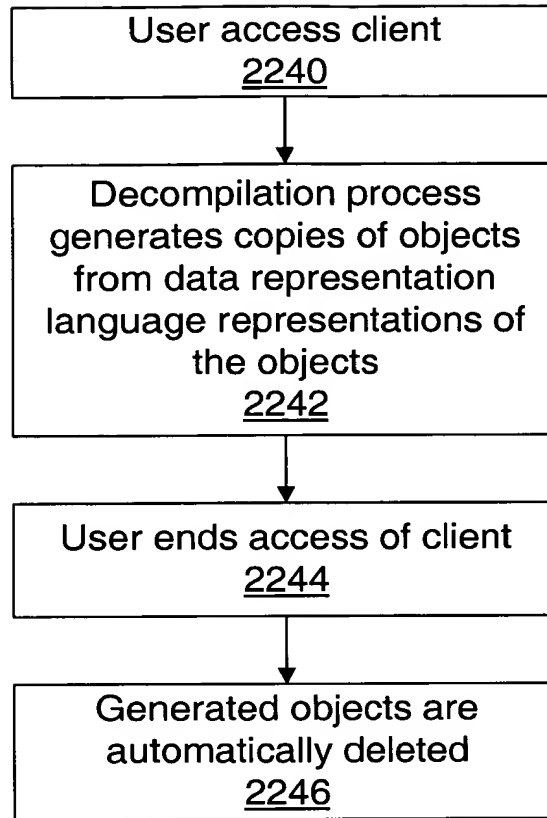 User access client
2240
Decompilation process
generates copies of objects
from data representation
language representations of
the objects
2242
User ends access of client
2244
Generated objects are
automatically deleted
2246